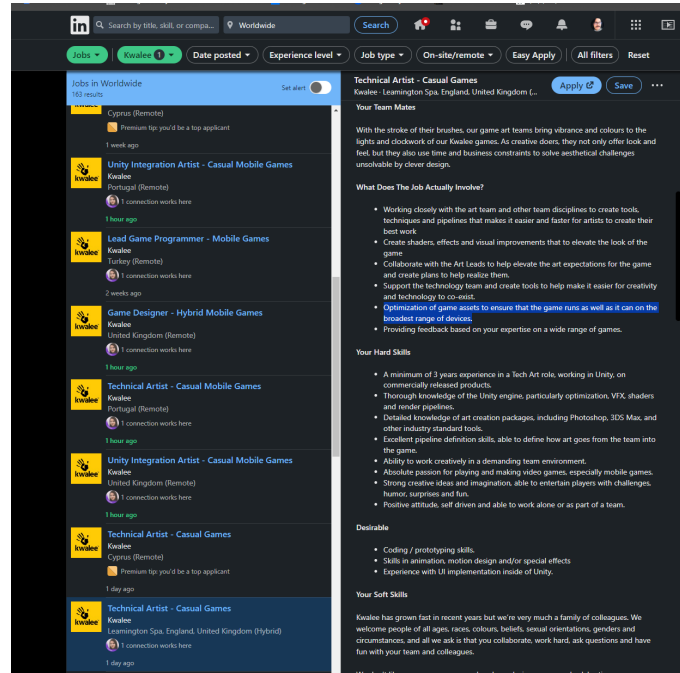 in
Search by title, skill, or compa...
Worldwide
Search
Jobs
Kwalee 1
Date posted
Experience level
Job type
On-site/remote
Easy Apply
All filters
Reset
Jobs in Worldwide
163 results
Set alert
Cyprus (Remote)
Premium tip: you'd be a top applicant
1 week ago
kwalee
Unity Integration Artist - Casual Mobile Games
Kwalee
Portugal (Remote)
1 connection works here
1 hour ago
kwalee
Lead Game Programmer - Mobile Games
Kwalee
Turkey (Remote)
1 connection works here
2 weeks ago
kwalee
Game Designer - Hybrid Mobile Games
Kwalee
United Kingdom (Remote)
1 connection works here
1 hour ago
kwalee
Technical Artist - Casual Mobile Games
Kwalee
Portugal (Remote)
1 connection works here
1 hour ago
kwalee
Unity Integration Artist - Casual Mobile Games
Kwalee
United Kingdom (Remote)
1 connection works here
1 hour ago
kwalee
Technical Artist - Casual Games
Kwalee
Cyprus (Remote)
Premium tip: you'd be a top applicant
1 day ago
kwalee
Technical Artist - Casual Games
Kwalee
Leamington Spa, England, United Kingdom (Hybrid)
1 connection works here
1 day ago
Technical Artist - Casual Games
Kwalee · Leamington Spa, England, United Kingdom (...
Apply
Save
Your Team Mates
With the stroke of their brushes, our game art teams bring vibrance and colours to the
lights and clockwork of our Kwalee games. As creative doers, they not only offer look and
feel, but they also use time and business constraints to solve aesthetical challenges
unsolvable by clever design.
What Does The Job Actually Involve?
• Working closely with the art team and other team disciplines to create tools,
techniques and pipelines that makes it easier and faster for artists to create their
best work
• Create shaders, effects and visual improvements that to elevate the look of the
game
• Collaborate with the Art Leads to help elevate the art expectations for the game
and create plans to help realize them.
• Support the technology team and create tools to help make it easier for creativity
and technology to co-exist.
• Optimization of game assets to ensure that the game runs as well as it can on the
broadest range of devices.
• Providing feedback based on your expertise on a wide range of games.
Your Hard Skills
• A minimum of 3 years experience in a Tech Art role, working in Unity, on
commercially released products.
• Thorough knowledge of the Unity engine, particularly optimization, VFX, shaders
and render pipelines.
• Detailed knowledge of art creation packages, including Photoshop, 3DS Max, and
other industry standard tools.
• Excellent pipeline definition skills, able to define how art goes from the team into
the game.
• Ability to work creatively in a demanding team environment.
• Absolute passion for playing and making video games, especially mobile games.
• Strong creative ideas and imagination, able to entertain players with challenges,
humor, surprises and fun.
• Positive attitude, self driven and able to work alone or as part of a team.
Desirable
• Coding / prototyping skills.
• Skills in animation, motion design and/or special effects
• Experience with UI implementation inside of Unity.
Your Soft Skills
Kwalee has grown fast in recent years but we're very much a family of colleagues. We
welcome people of all ages, races, colours, beliefs, sexual orientations, genders and
circumstances, and all we ask is that you collaborate, work hard, ask questions and have
fun with your team and colleagues.